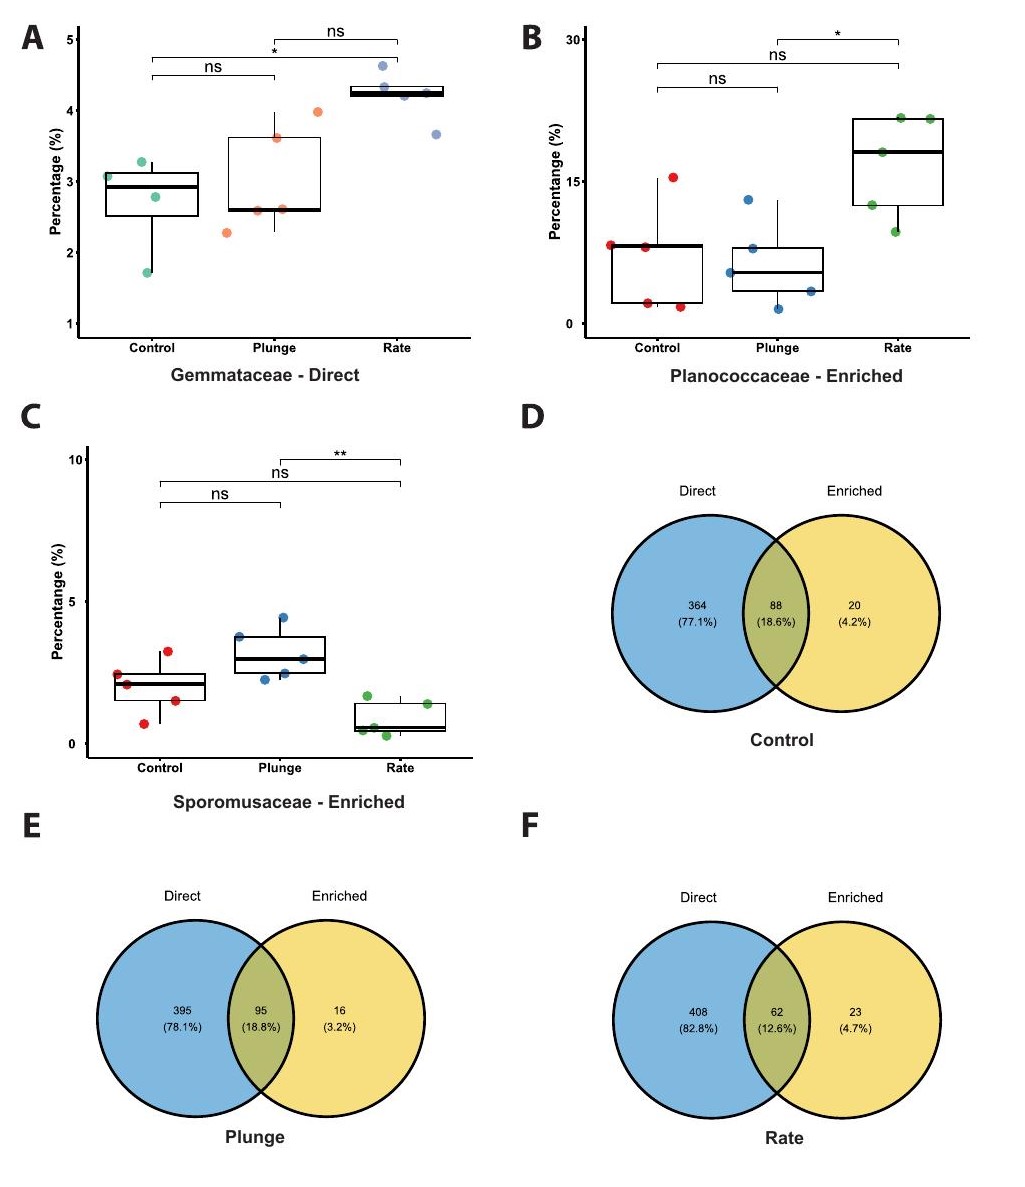 A
Percentage (%)
5
4
3
2
1
ns
*
ns
Control Plunge Rate
Gemmataceae - Direct
B
Percentange (%)
30
15
0
*
ns
ns
Control Plunge Rate
Planococcaceae - Enriched
C
Percentange (%)
10
5
0
**
ns
ns
Control Plunge Rate
Sporomusaceae - Enriched
D
Direct Enriched
364 88 20
(77.1%) (18.6%) (4.2%)
Control
E
Direct Enriched
395 95 16
(78.1%) (18.8%) (3.2%)
Plunge
F
Direct Enriched
408 62 23
(82.8%) (12.6%) (4.7%)
Rate